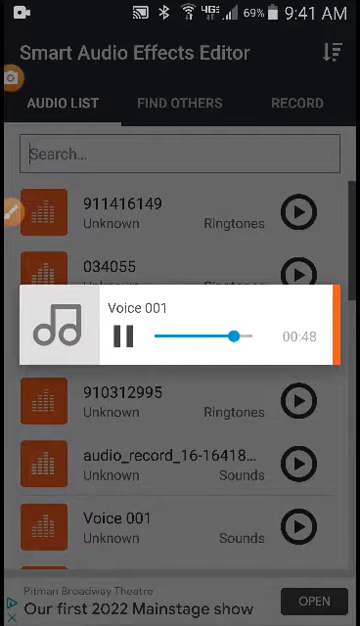 4G 69% 9:41 AM
Smart Audio Effects Editor
AUDIO LIST FIND OTHERS RECORD
Search...
911416149
Unknown Ringtones
034055
Voice 001
00:48
910312995
Unknown Ringtones
audio_record_16-16418...
Unknown Sounds
Voice 001
Unknown Sounds
Pitman Broadway Theatre
Our first 2022 Mainstage show
OPEN